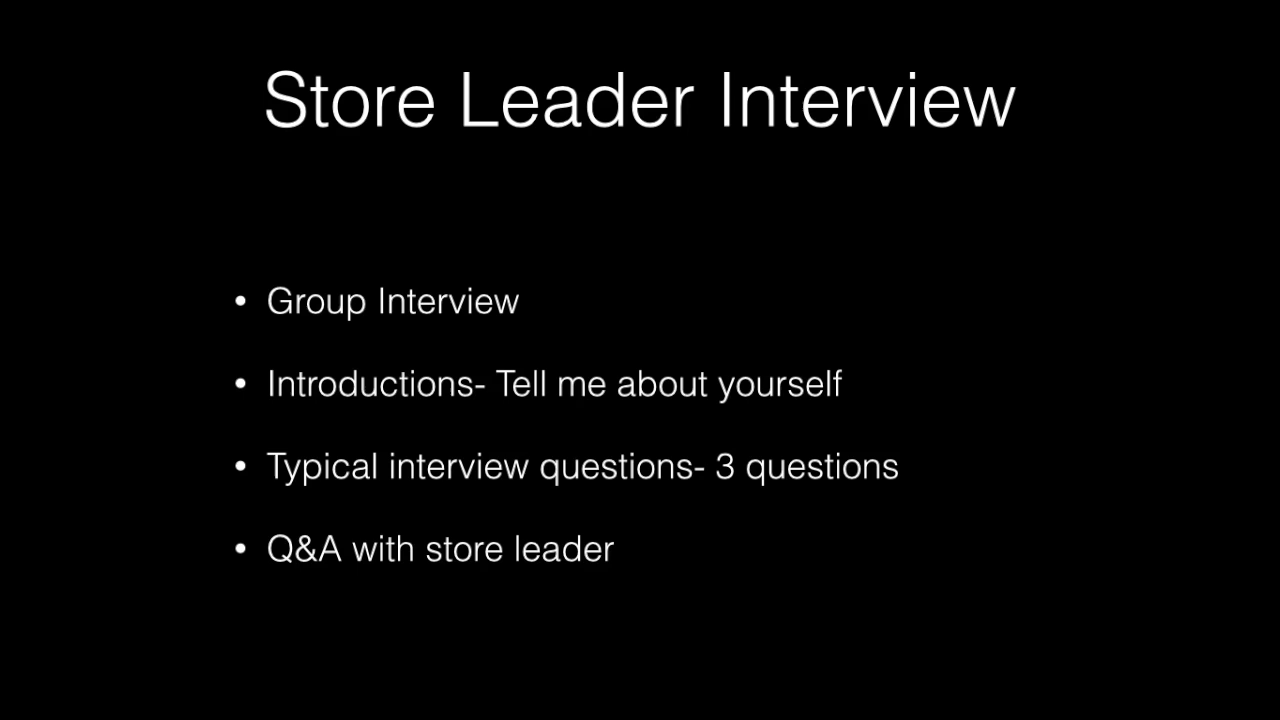 Store Leader Interview
• Group Interview
• Introductions- Tell me about yourself
• Typical interview questions- 3 questions
• Q&A with store leader